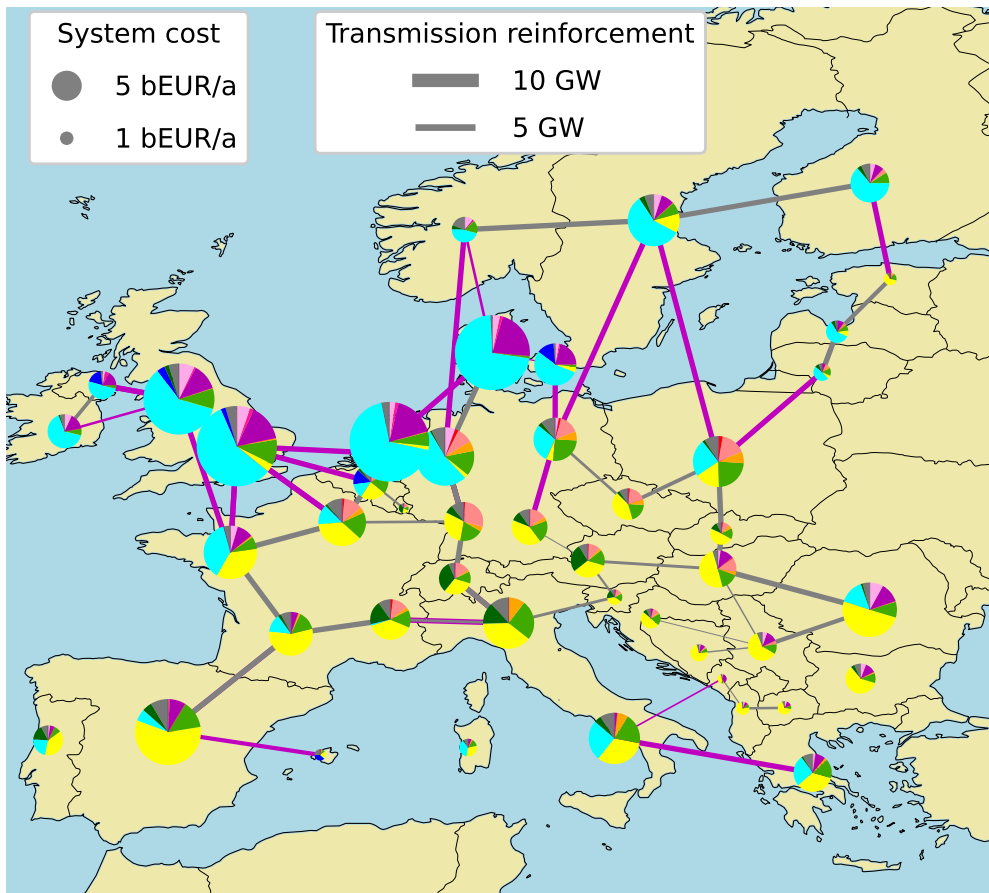 System cost
5 bEUR/a
1 bEUR/a
Transmission reinforcement
10 GW
5 GW